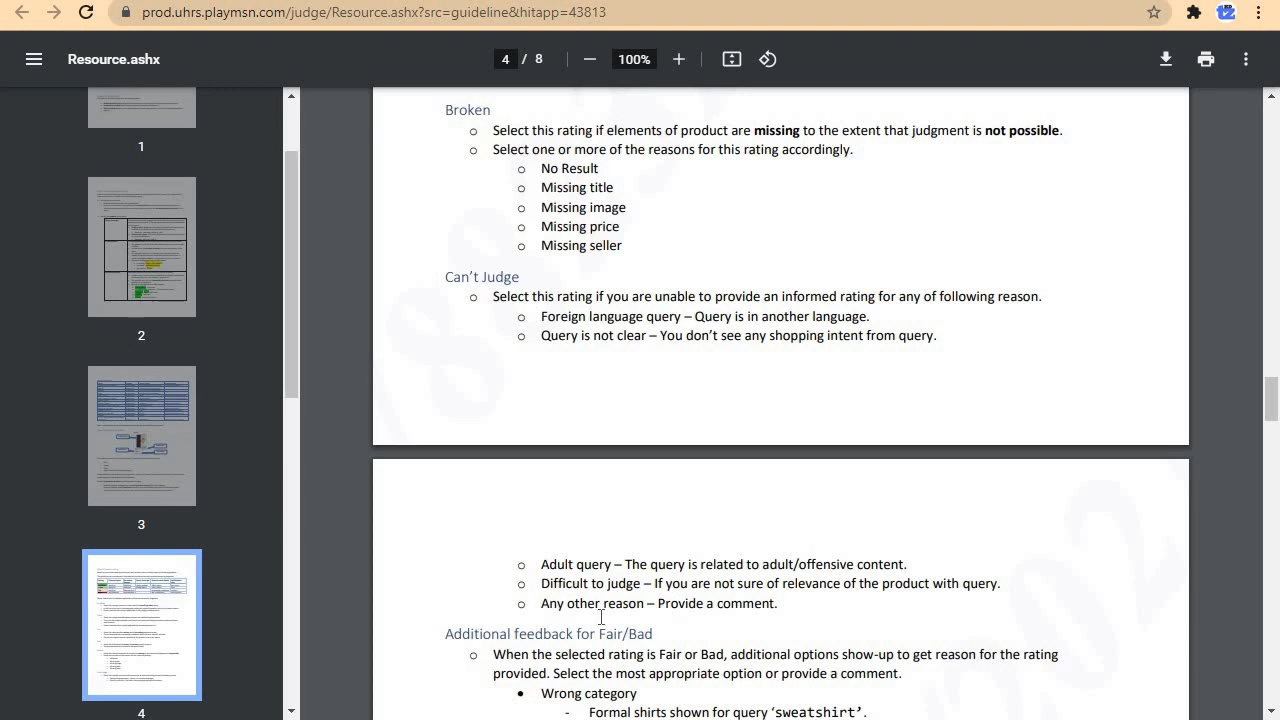 prod.uhrs.playmsn.com/judge/Resource.ashx?src=guideline&hitapp=43813
Resource.ashx
4 / 8
100%
1
2
3
4
Broken
o Select this rating if elements of product are missing to the extent that judgment is not possible.
o Select one or more of the reasons for this rating accordingly.
o No Result
o Missing title
o Missing image
o Missing price
o Missing seller
Can't Judge
o Select this rating if you are unable to provide an informed rating for any of following reason.
o Foreign language query – Query is in another language.
o Query is not clear – You don't see any shopping intent from query.
o Adult query – The query is related to adult/offensive content.
o Difficult to judge – If you are not sure of relevance of the product with query.
o Any other reason – Provide a comment.
Additional feedback for Fair/Bad
o When the selected rating is Fair or Bad, additional options show-up to get reason for the rating
provided. Select the most appropriate option or provide a comment.
• Wrong category
- Formal shirts shown for query 'sweatshirt'.